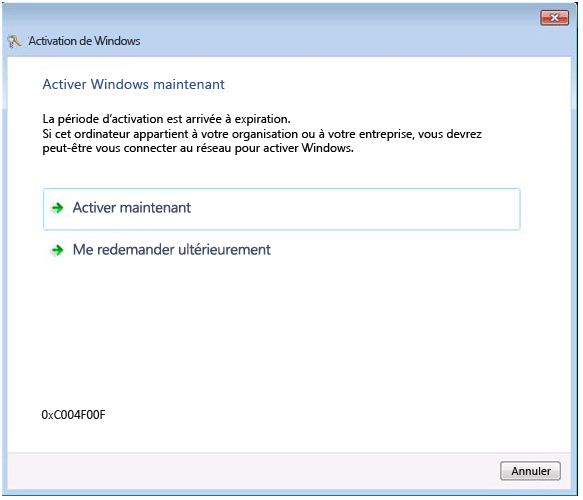 Activation de Windows
Activer Windows maintenant
La période d'activation est arrivée à expiration.
Si cet ordinateur appartient à votre organisation ou à votre entreprise, vous devrez
peut-être vous connecter au réseau pour activer Windows.
Activer maintenant
Me redemander ultérieurement
0xC004F00F
Annuler